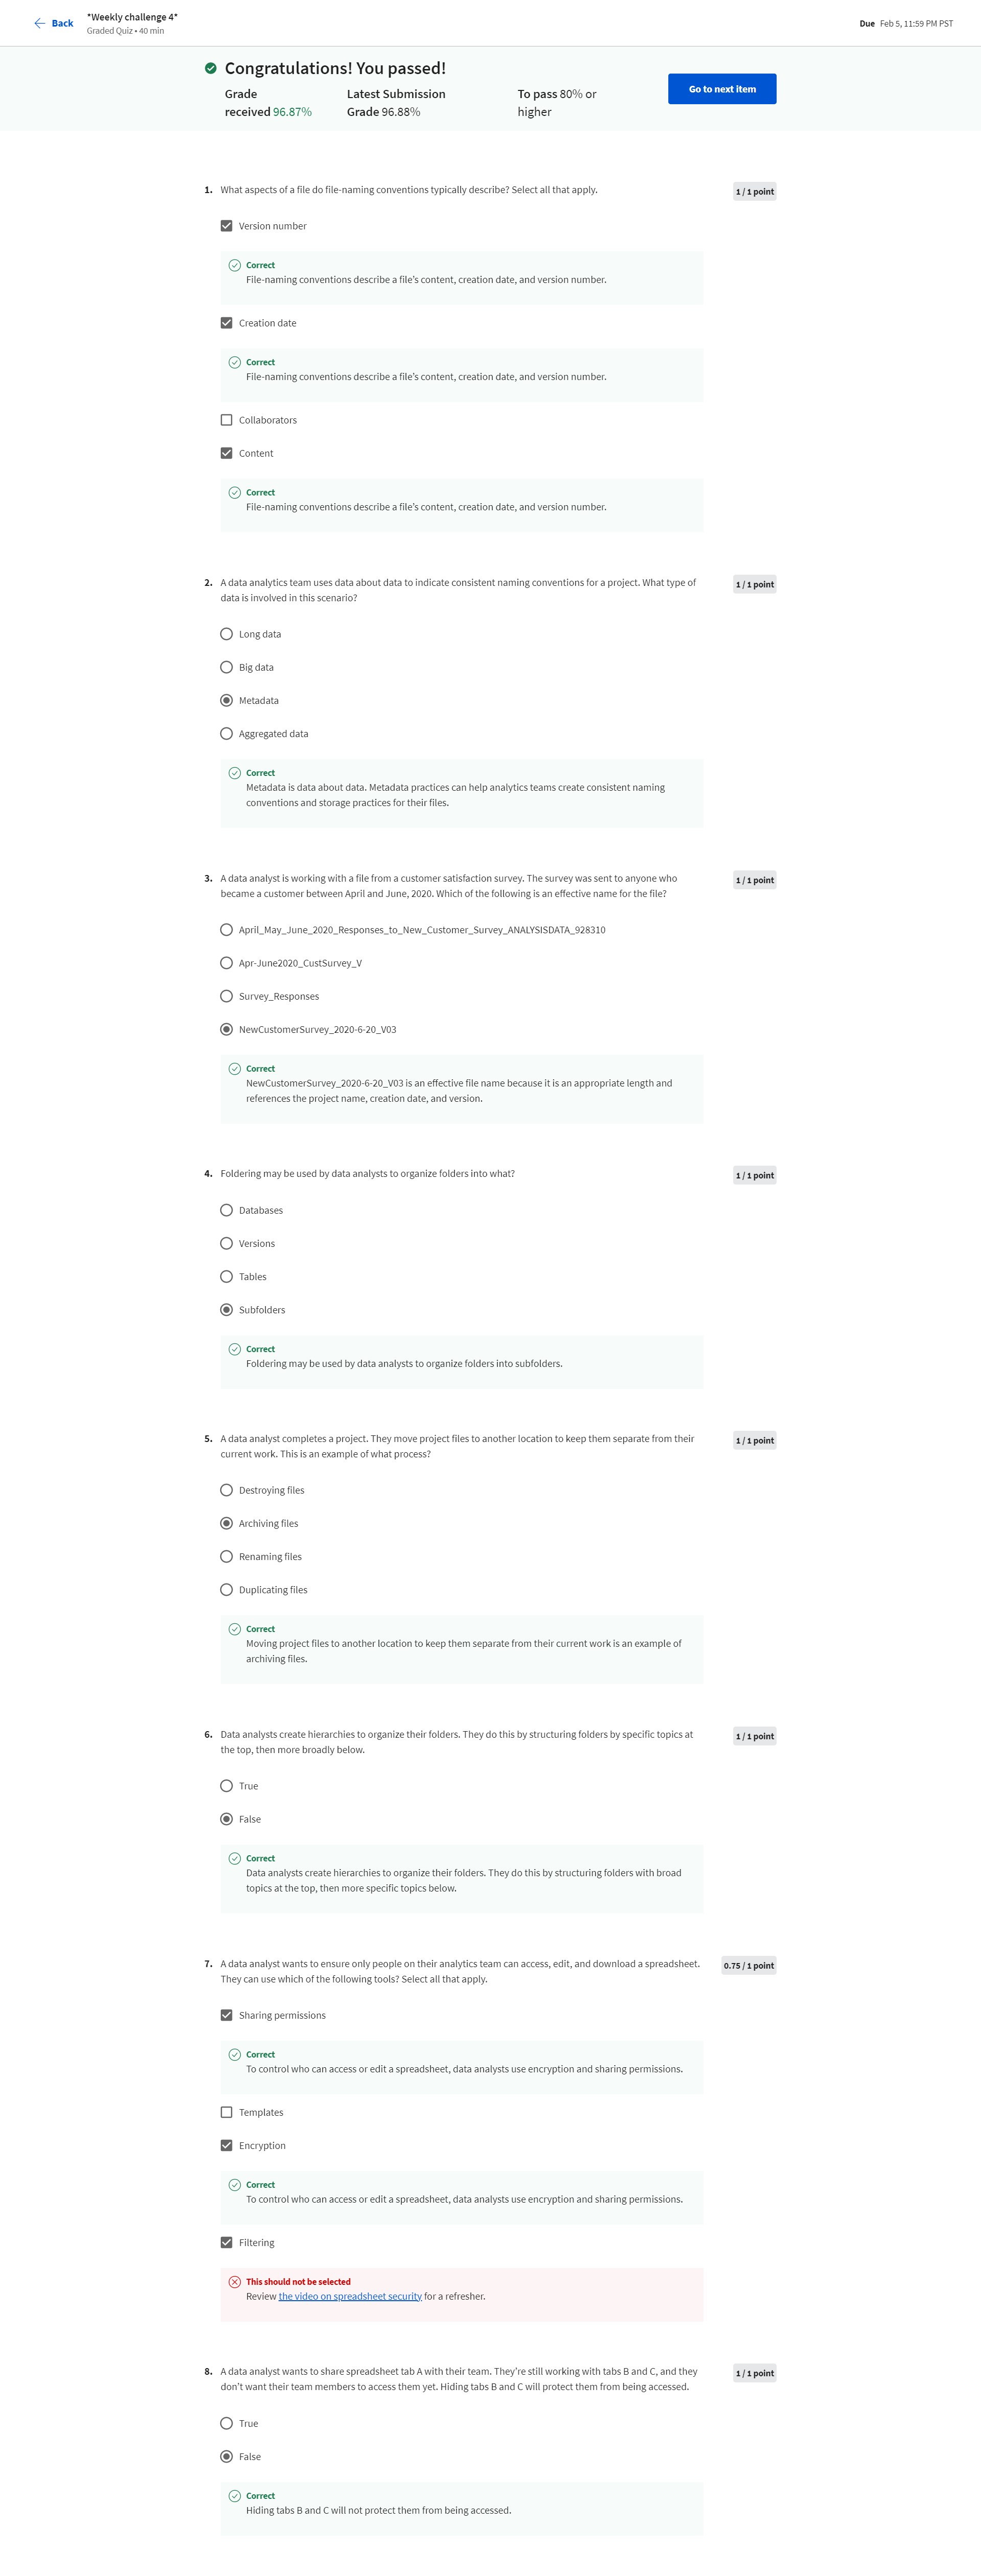 Back
*Weekly challenge 4*
Graded Quiz • 40 min
Due Feb 5, 11:59 PM PST
Congratulations! You passed!
Grade
received 96.87%
Latest Submission
Grade 96.88%
To pass 80% or
higher
Go to next item
1. What aspects of a file do file-naming conventions typically describe? Select all that apply.
1 / 1 point
Version number
Correct
File-naming conventions describe a file's content, creation date, and version number.
Creation date
Correct
File-naming conventions describe a file's content, creation date, and version number.
Collaborators
Content
Correct
File-naming conventions describe a file's content, creation date, and version number.
2. A data analytics team uses data about data to indicate consistent naming conventions for a project. What type of
data is involved in this scenario?
1 / 1 point
Long data
Big data
Metadata
Aggregated data
Correct
Metadata is data about data. Metadata practices can help analytics teams create consistent naming
conventions and storage practices for their files.
3. A data analyst is working with a file from a customer satisfaction survey. The survey was sent to anyone who
became a customer between April and June, 2020. Which of the following is an effective name for the file?
1 / 1 point
April_May_June_2020_Responses_to_New_Customer_Survey_ANALYSISDATA_928310
Apr-June2020_CustSurvey_V
Survey_Responses
NewCustomerSurvey_2020-6-20_V03
Correct
NewCustomerSurvey_2020-6-20_V03 is an effective file name because it is an appropriate length and
references the project name, creation date, and version.
4. Foldering may be used by data analysts to organize folders into what?
1 / 1 point
Databases
Versions
Tables
Subfolders
Correct
Foldering may be used by data analysts to organize folders into subfolders.
5. A data analyst completes a project. They move project files to another location to keep them separate from their
current work. This is an example of what process?
1 / 1 point
Destroying files
Archiving files
Renaming files
Duplicating files
Correct
Moving project files to another location to keep them separate from their current work is an example of
archiving files.
6. Data analysts create hierarchies to organize their folders. They do this by structuring folders by specific topics at
the top, then more broadly below.
1 / 1 point
True
False
Correct
Data analysts create hierarchies to organize their folders. They do this by structuring folders with broad
topics at the top, then more specific topics below.
7. A data analyst wants to ensure only people on their analytics team can access, edit, and download a spreadsheet.
They can use which of the following tools? Select all that apply.
0.75 / 1 point
Sharing permissions
Correct
To control who can access or edit a spreadsheet, data analysts use encryption and sharing permissions.
Templates
Encryption
Correct
To control who can access or edit a spreadsheet, data analysts use encryption and sharing permissions.
Filtering
This should not be selected
Review the video on spreadsheet security for a refresher.
8. A data analyst wants to share spreadsheet tab A with their team. They're still working with tabs B and C, and they
don't want their team members to access them yet. Hiding tabs B and C will protect them from being accessed.
1 / 1 point
True
False
Correct
Hiding tabs B and C will not protect them from being accessed.